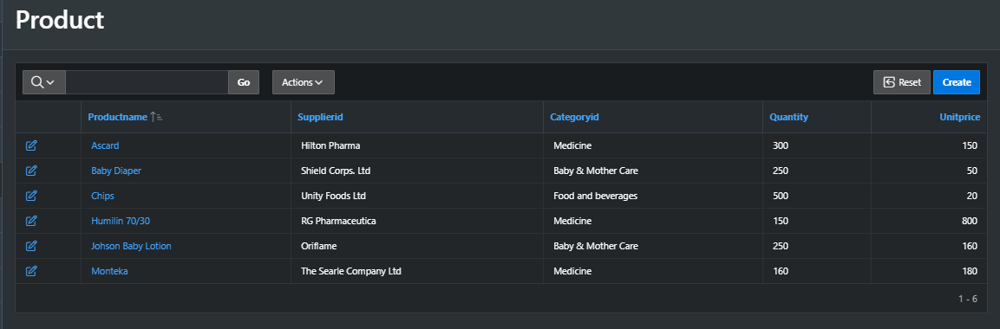 Product
Go Actions Reset Create
Productname Supplierid Categoryid Quantity Unitprice
Ascard Hilton Pharma Medicine 300 150
Baby Diaper Shield Corps. Ltd Baby & Mother Care 250 50
Chips Unity Foods Ltd Food and beverages 500 20
Humilin 70/30 RG Pharmaceutica Medicine 150 800
Johson Baby Lotion Oriflame Baby & Mother Care 250 160
Monteka The Searle Company Ltd Medicine 160 180
1 - 6